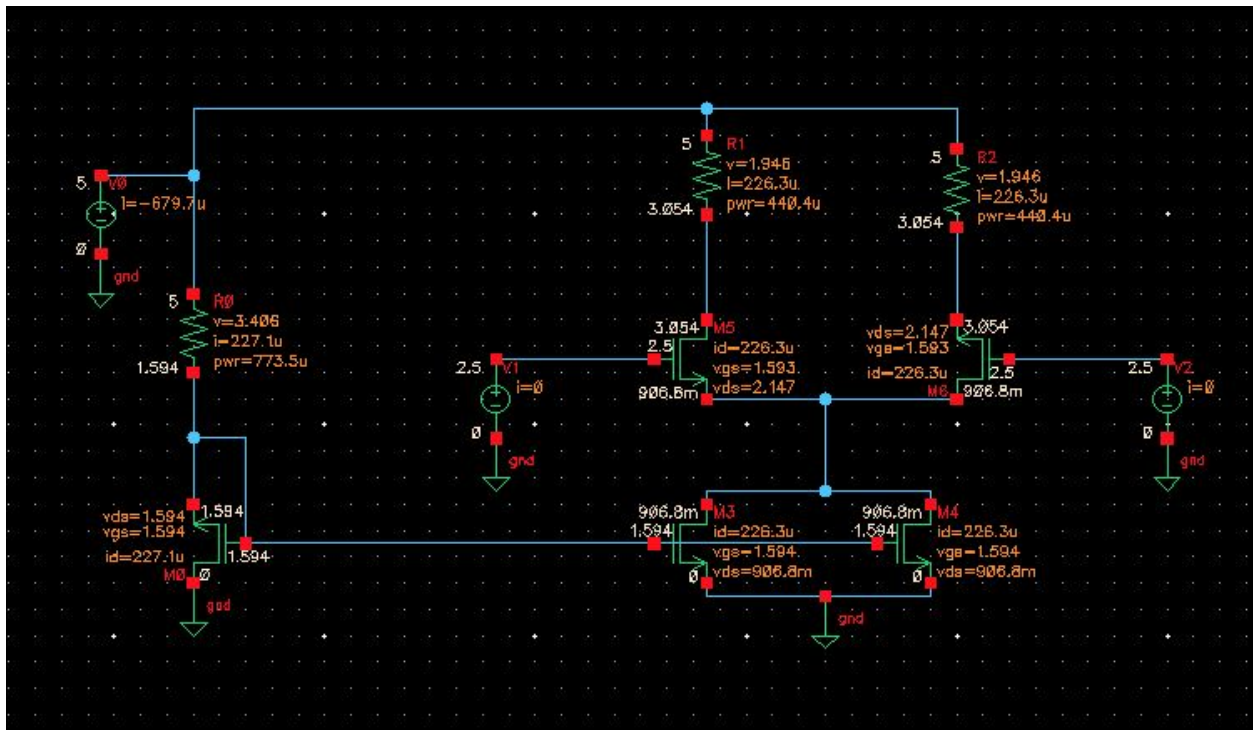 5
V0
i=-679.7u
0
gnd
5
R0
v=3.406
i=227.1u
pwr=773.5u
1.594
1.594
vds=1.594
vgs=1.594
id=227.1u
1.594
M0
0
gnd
5
R1
v=1.946
i=226.3u
pwr=440.4u
3.054
3.054
M5
2.5
id=226.3u
vgs=1.593
vds=2.147
906.8m
2.5
V1
i=0
0
gnd
5
R2
v=1.946
i=226.3u
pwr=440.4u
3.054
3.054
vds=2.147
vgs=1.593
id=226.3u
2.5
M6
906.8m
2.5
V2
i=0
0
gnd
906.8m
M3
1.594
id=226.3u
vgs=1.594
vds=906.8m
0
906.8m
M4
1.594
id=226.3u
vgs=1.594
vds=906.8m
0
gnd